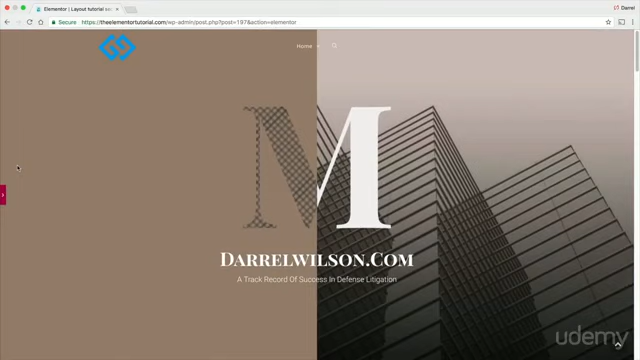 Elementor | Layout tutorial sec
Darrel
Secure https://theelementortutorial.com/wp-admin/post.php?post=197&action=elementor
Home
M
DARRELWILSON.COM
A Track Record Of Success In Defense Litigation
udemy